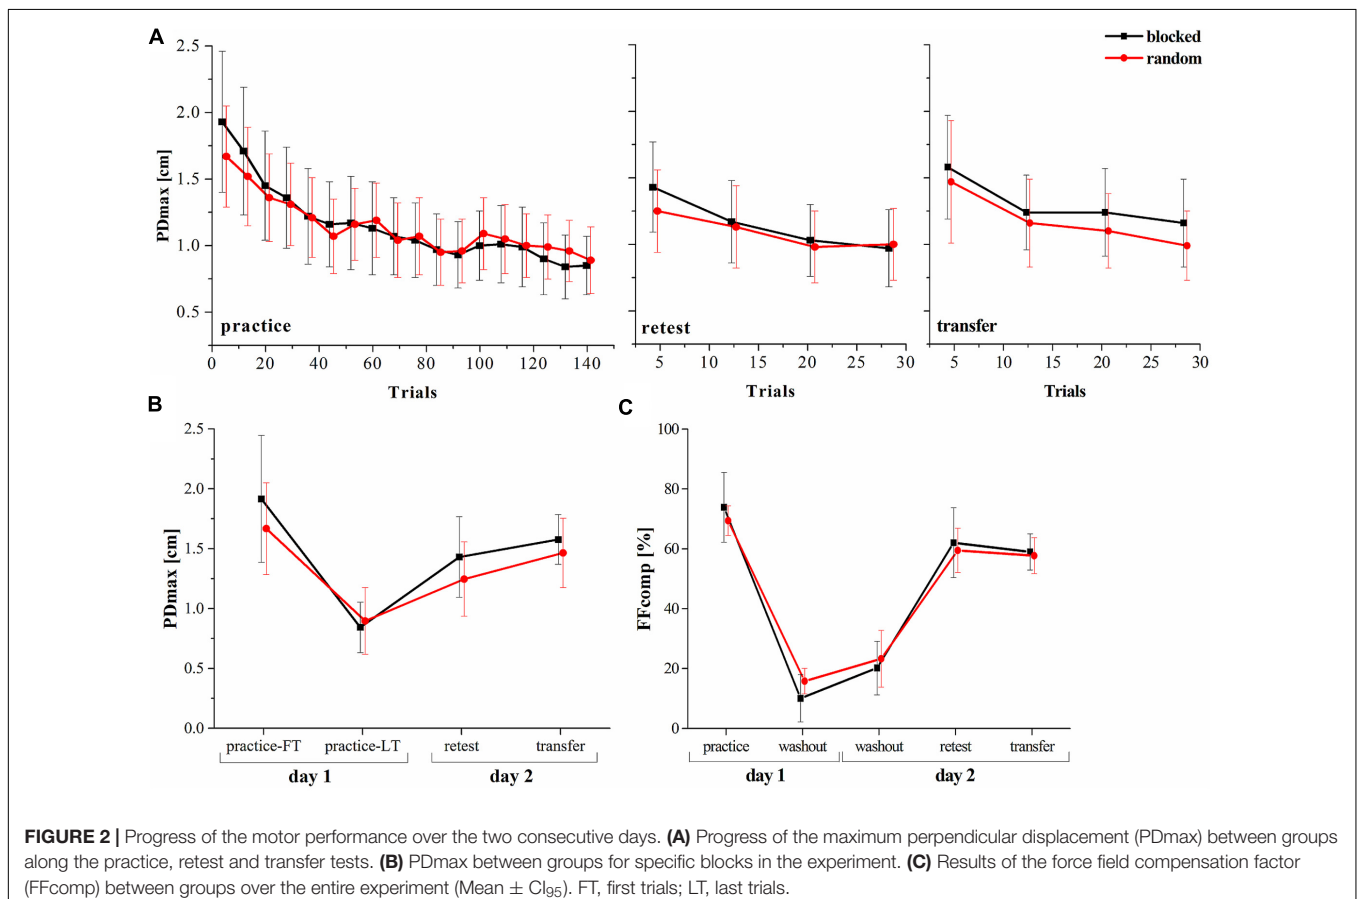 A
blocked
random
2.5
2.0
1.5
1.0
0.5
PDmax [cm]
practice
retest
transfer
0 20 40 60 80 100 120 140
5 10 15 20 25 30
5 10 15 20 25 30
Trials
Trials
Trials
B
2.5
2.0
1.5
1.0
0.5
0.0
PDmax [cm]
practice-FT practice-LT retest transfer
day 1 day 2
C
100
80
60
40
20
0
FFcomp [%]
practice washout washout retest transfer
day 1 day 2
FIGURE 2 | Progress of the motor performance over the two consecutive days. (A) Progress of the maximum perpendicular displacement (PDmax) between groups
along the practice, retest and transfer tests. (B) PDmax between groups for specific blocks in the experiment. (C) Results of the force field compensation factor
(FFcomp) between groups over the entire experiment (Mean ± CI95). FT, first trials; LT, last trials.